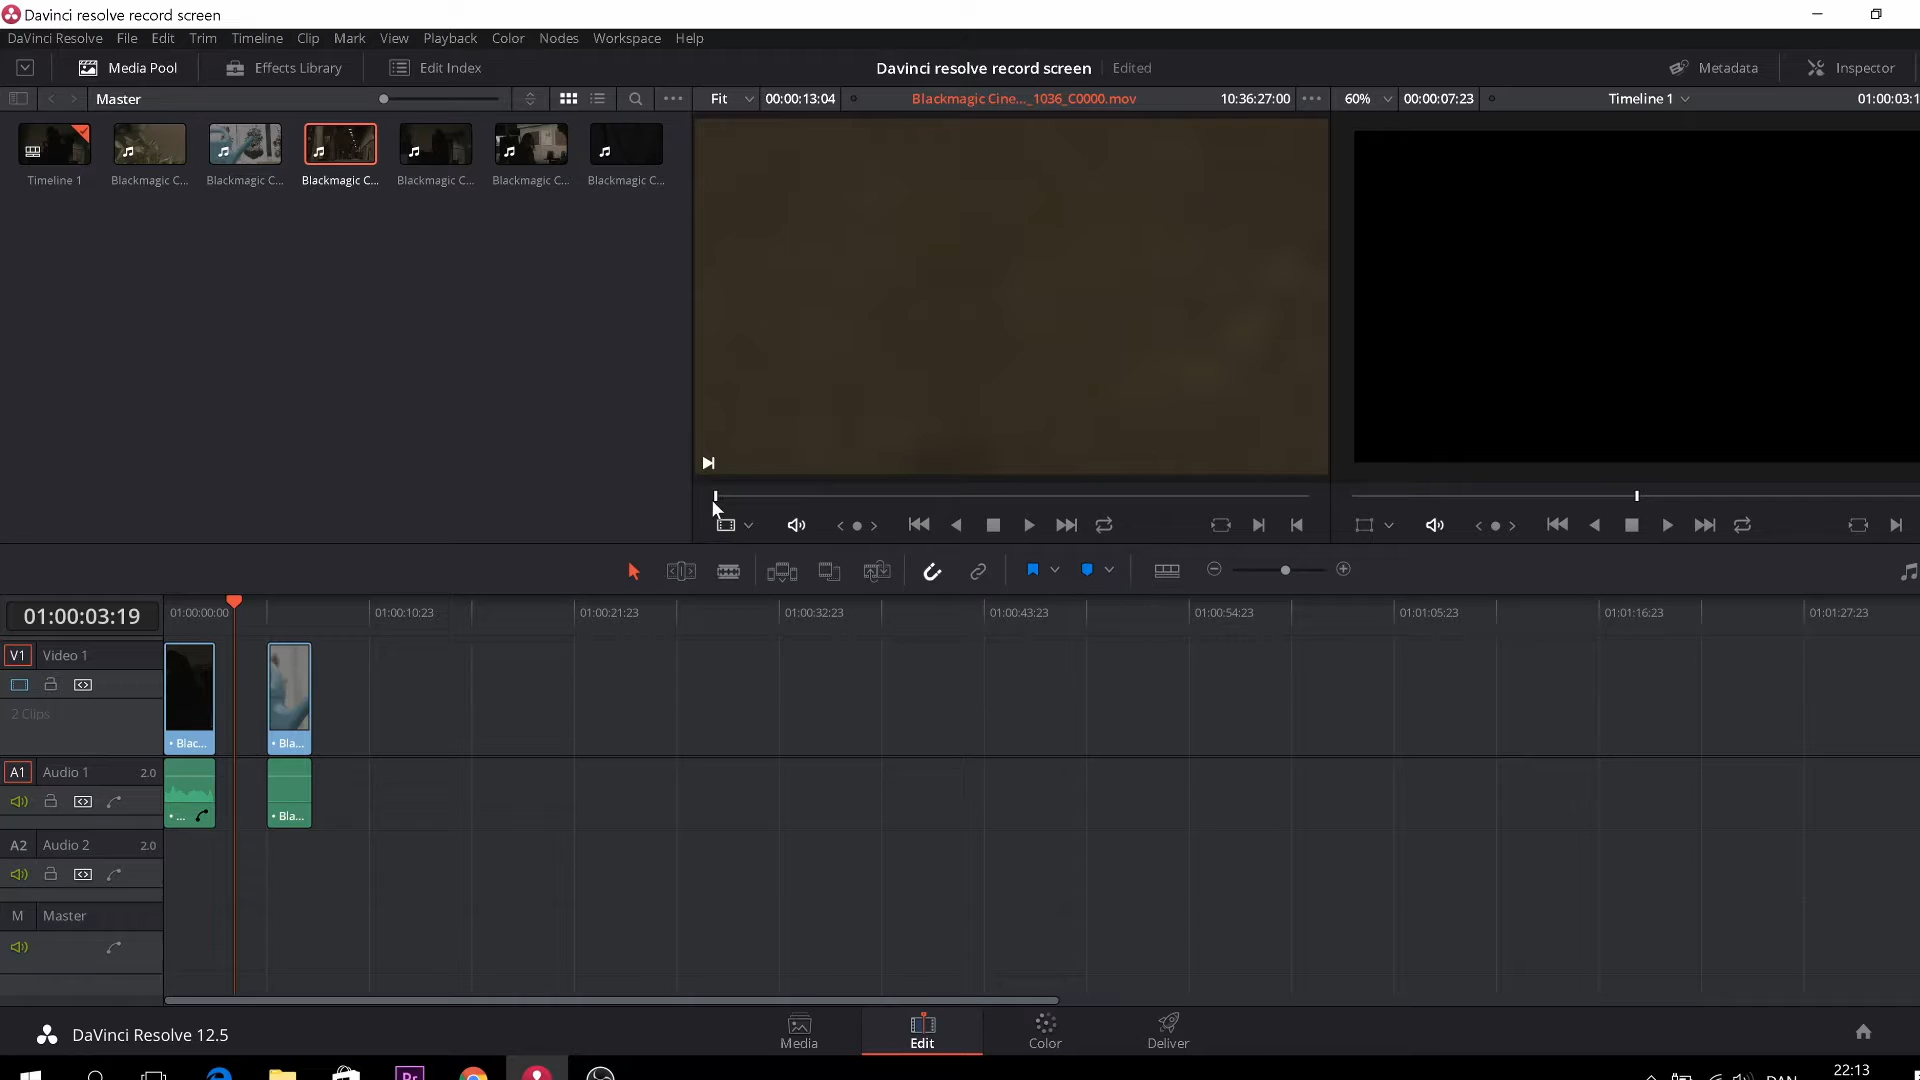 Davinci resolve record screen
DaVinci Resolve File Edit Trim Timeline Clip Mark View Playback Color Nodes Workspace Help
Media Pool Effects Library Edit Index Davinci resolve record screen Edited Metadata Inspector
Master Fit 00:00:13:04 Blackmagic Cine..._1036_C0000.mov 10:36:27:00 60% 00:00:07:23 Timeline 1 01:00:03:1
Timeline 1 Blackmagic C... Blackmagic C... Blackmagic C... Blackmagic C... Blackmagic C... Blackmagic C...
01:00:03:19 01:00:00:00 01:00:10:23 01:00:21:23 01:00:32:23 01:00:43:23 01:00:54:23 01:01:05:23 01:01:16:23 01:01:27:23
V1 Video 1
2 Clips
• Blac... • Bla...
A1 Audio 1 2.0
• ... • Bla...
A2 Audio 2 2.0
M Master
DaVinci Resolve 12.5 Media Edit Color Deliver
Pr DAN 22:13